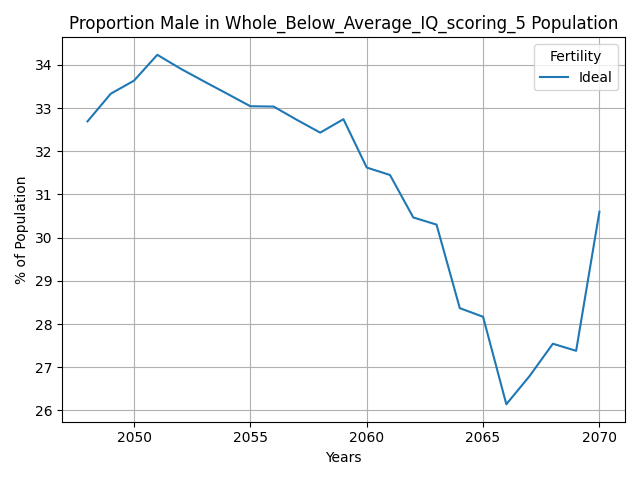 Proportion Male in Whole_Below_Average_IQ_scoring_5 Population
Fertility
Ideal
% of Population
34
33
32
31
30
29
28
27
26
2050
2055
2060
2065
2070
Years